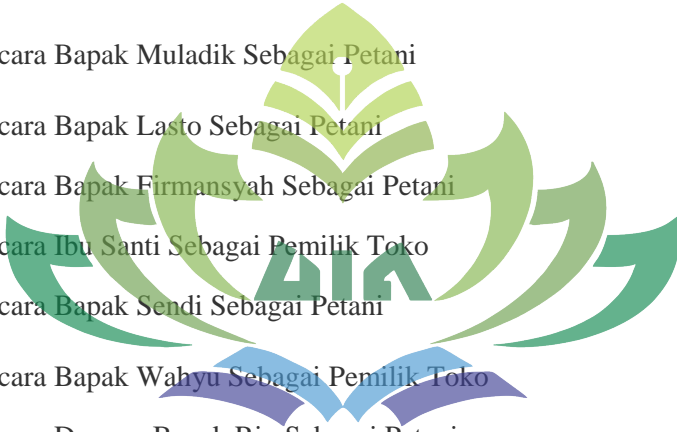 cara Bapak Muladik Sebagai Petani
cara Bapak Lasto Sebagai Petani
cara Bapak Firmansyah Sebagai Petani
cara Ibu Santi Sebagai Pemilik Toko
cara Bapak Sendi Sebagai Petani
cara Bapak Wahyu Sebagai Pemilik Toko